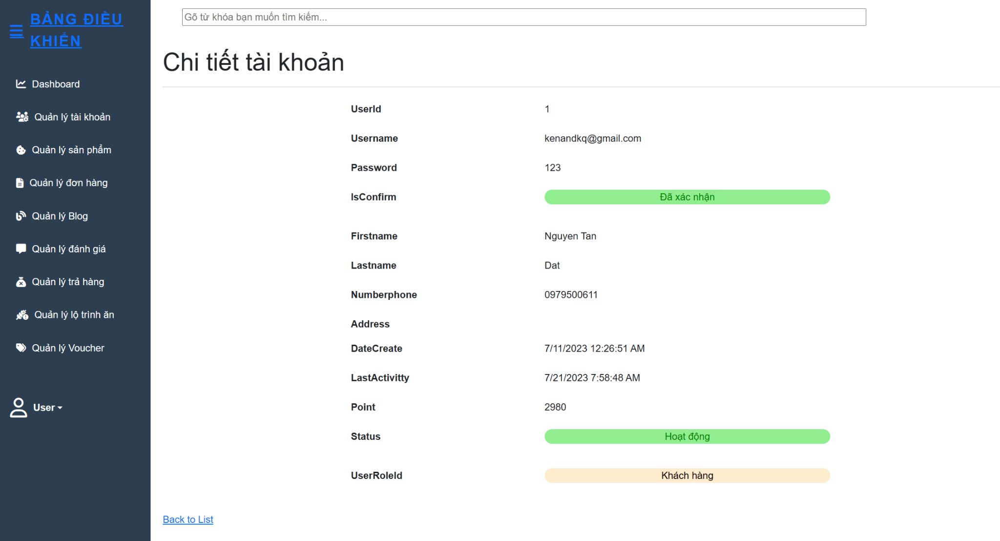 BẢNG ĐIỀU
KHIỂN
Dashboard
Quản lý tài khoản
Quản lý sản phẩm
Quản lý đơn hàng
Quản lý Blog
Quản lý đánh giá
Quản lý trả hàng
Quản lý lộ trình ăn
Quản lý Voucher
User
Gõ từ khóa bạn muốn tìm kiếm...
Chi tiết tài khoản
UserId 1
Username kenandkq@gmail.com
Password 123
IsConfirm Đã xác nhận
Firstname Nguyen Tan
Lastname Dat
Numberphone 0979500611
Address
DateCreate 7/11/2023 12:26:51 AM
LastActivitty 7/21/2023 7:58:48 AM
Point 2980
Status Hoạt động
UserRoleId Khách hàng
Back to List